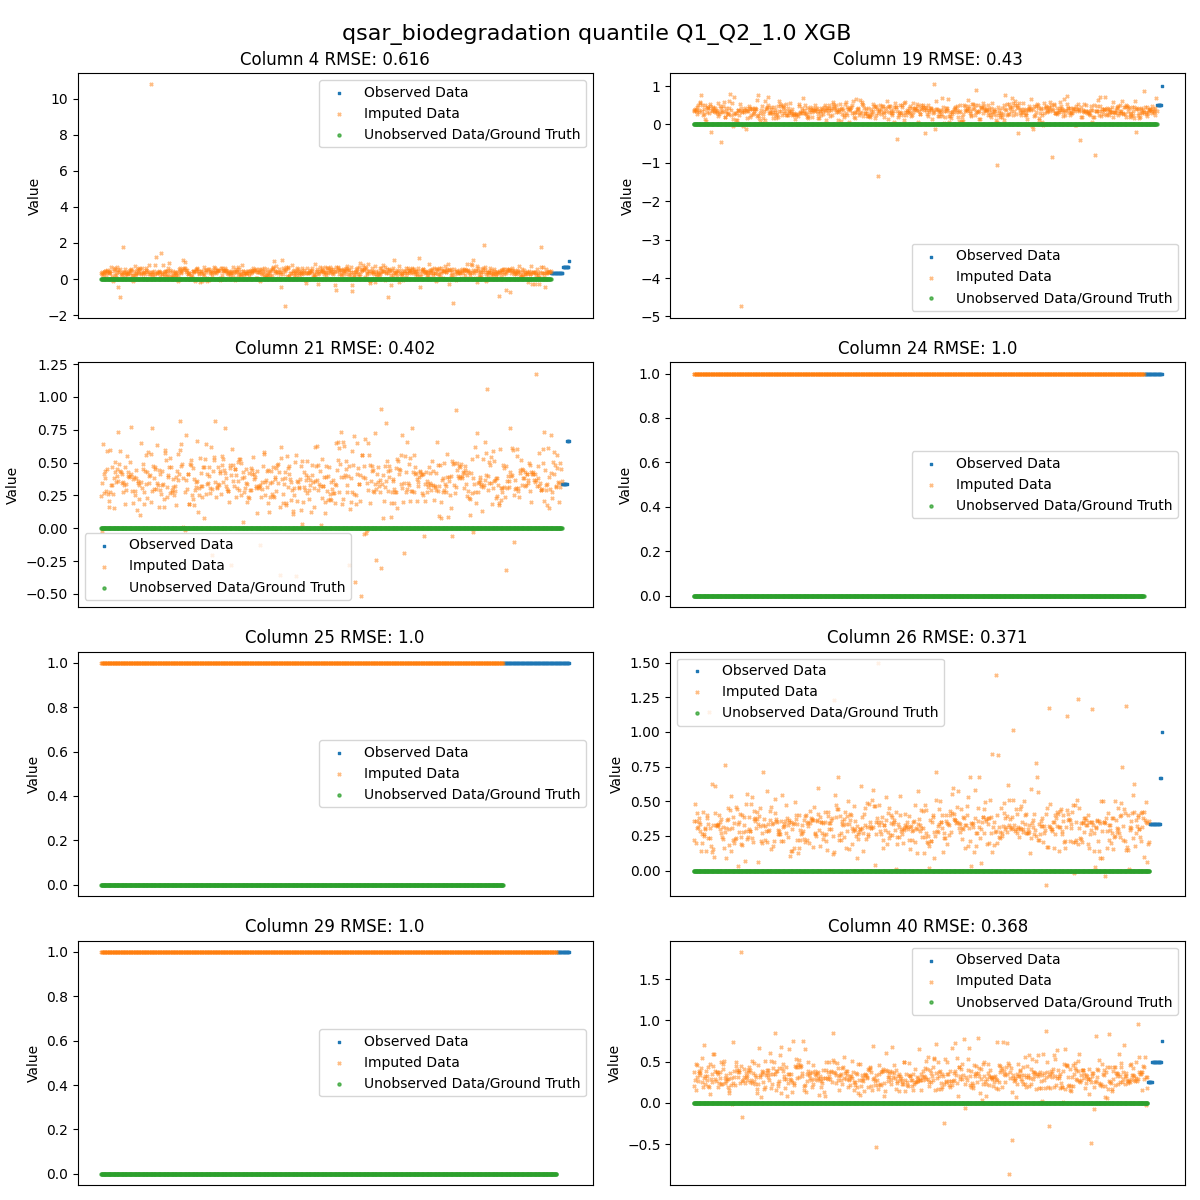 qsar_biodegradation quantile Q1_Q2_1.0 XGB
Column 4 RMSE: 0.616
Value
10
8
6
4
2
0
−2
Observed Data
Imputed Data
Unobserved Data/Ground Truth
Column 19 RMSE: 0.43
Value
1
0
−1
−2
−3
−4
−5
Observed Data
Imputed Data
Unobserved Data/Ground Truth
Column 21 RMSE: 0.402
Value
1.25
1.00
0.75
0.50
0.25
0.00
−0.25
−0.50
Observed Data
Imputed Data
Unobserved Data/Ground Truth
Column 24 RMSE: 1.0
Value
1.0
0.8
0.6
0.4
0.2
0.0
Observed Data
Imputed Data
Unobserved Data/Ground Truth
Column 25 RMSE: 1.0
Value
1.0
0.8
0.6
0.4
0.2
0.0
Observed Data
Imputed Data
Unobserved Data/Ground Truth
Column 26 RMSE: 0.371
Value
1.50
1.25
1.00
0.75
0.50
0.25
0.00
Observed Data
Imputed Data
Unobserved Data/Ground Truth
Column 29 RMSE: 1.0
Value
1.0
0.8
0.6
0.4
0.2
0.0
Observed Data
Imputed Data
Unobserved Data/Ground Truth
Column 40 RMSE: 0.368
Value
1.5
1.0
0.5
0.0
−0.5
Observed Data
Imputed Data
Unobserved Data/Ground Truth